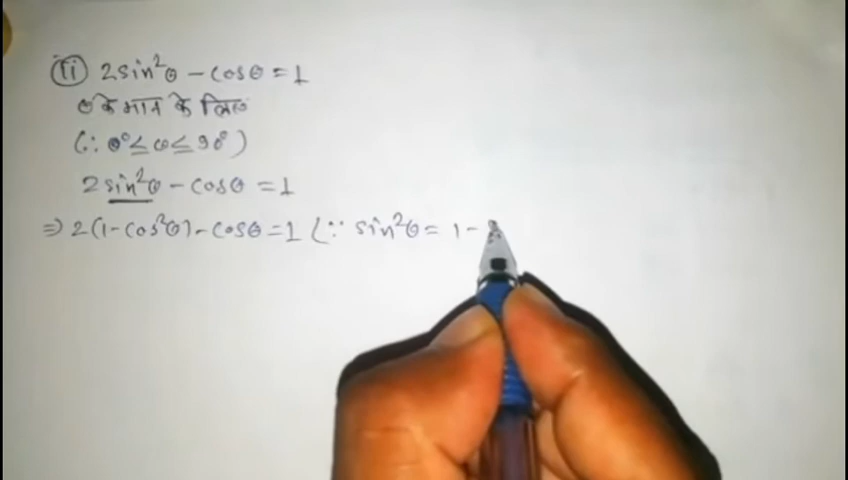 (ii) 2sin²θ - cosθ = 1
θ के मान के लिए
(∵ 0° ≤ θ ≤ 90°)
2sin²θ - cosθ = 1
⇒ 2(1 - cos²θ) - cosθ = 1 (∵ sin²θ = 1 -